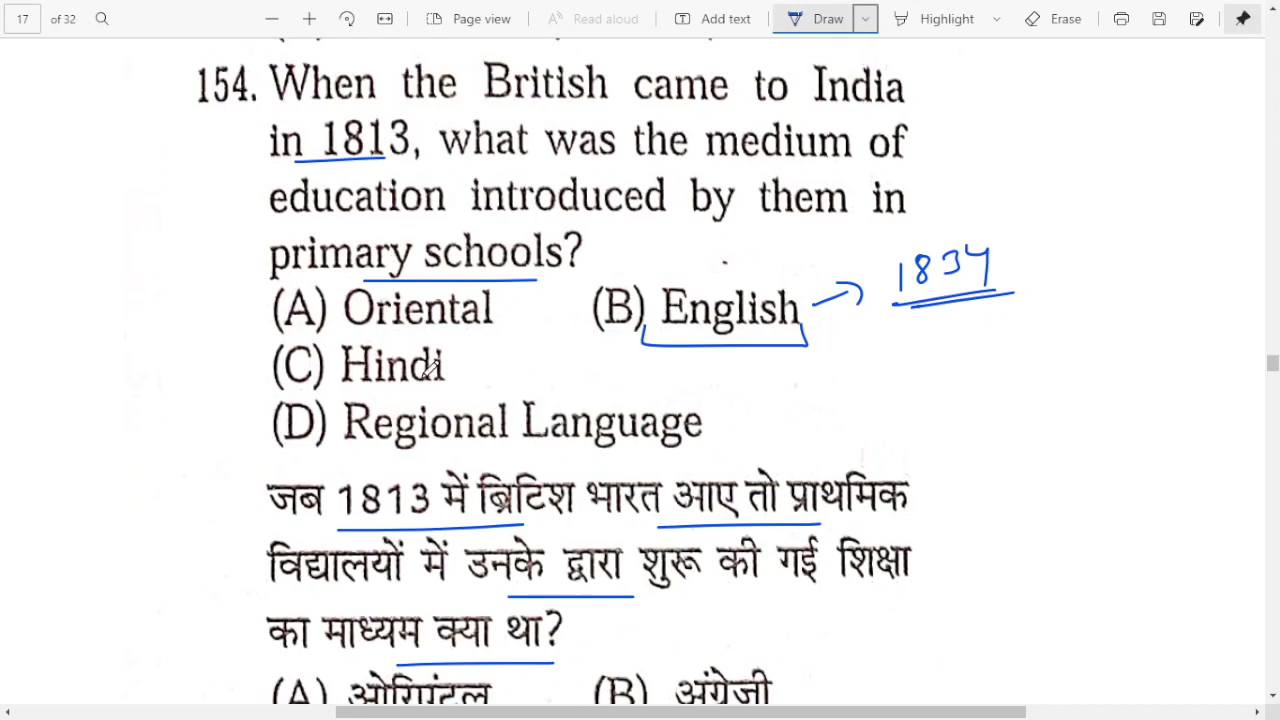 17 of 32 Page view Read aloud Add text Draw Highlight Erase
154. When the British came to India
in 1813, what was the medium of
education introduced by them in
primary schools?
1834
(A) Oriental (B) English
(C) Hindi
(D) Regional Language
जब 1813 में ब्रिटिश भारत आए तो प्राथमिक
विद्यालयों में उनके द्वारा शुरू की गई शिक्षा
का माध्यम क्या था?
(A) ओरिएंटल (B) अंग्रेजी